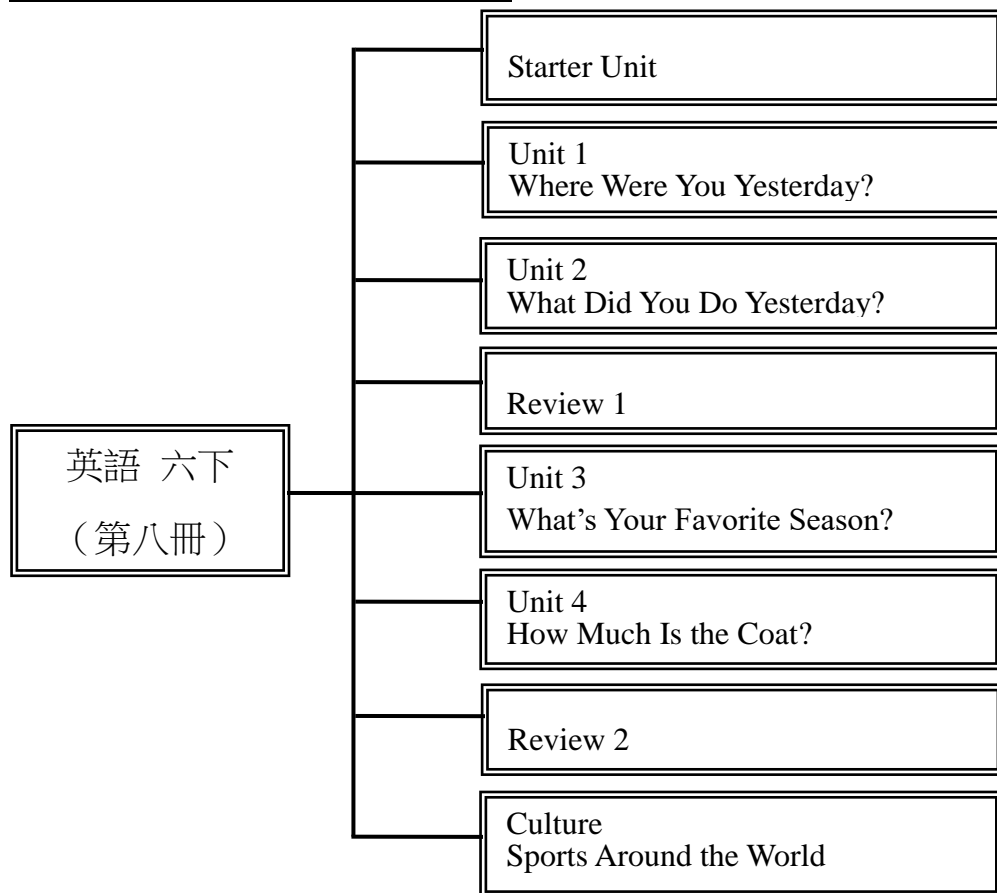 英語 六下
（第八冊）
Starter Unit
Unit 1
Where Were You Yesterday?
Unit 2
What Did You Do Yesterday?
Review 1
Unit 3
What’s Your Favorite Season?
Unit 4
How Much Is the Coat?
Review 2
Culture
Sports Around the World